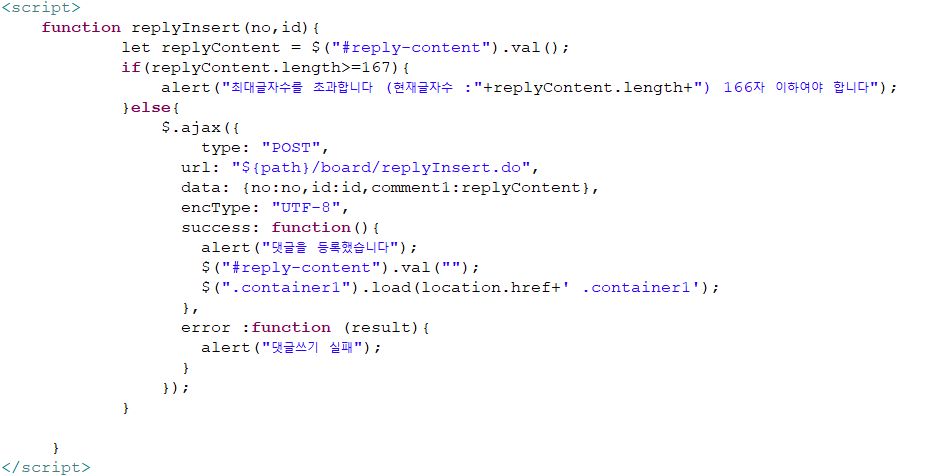 <script>
function replyInsert(no,id){
let replyContent = $("#reply-content").val();
if(replyContent.length>=167){
alert("최대글자수를 초과합니다 (현재글자수 :"+replyContent.length+") 166자 이하여야 합니다");
}else{
$.ajax({
type: "POST",
url: "${path}/board/replyInsert.do",
data: {no:no,id:id,comment1:replyContent},
encType: "UTF-8",
success: function(){
alert("댓글을 등록했습니다");
$("#reply-content").val("");
$(".container1").load(location.href+' .container1');
},
error :function (result){
alert("댓글쓰기 실패");
}
});
}
}
</script>